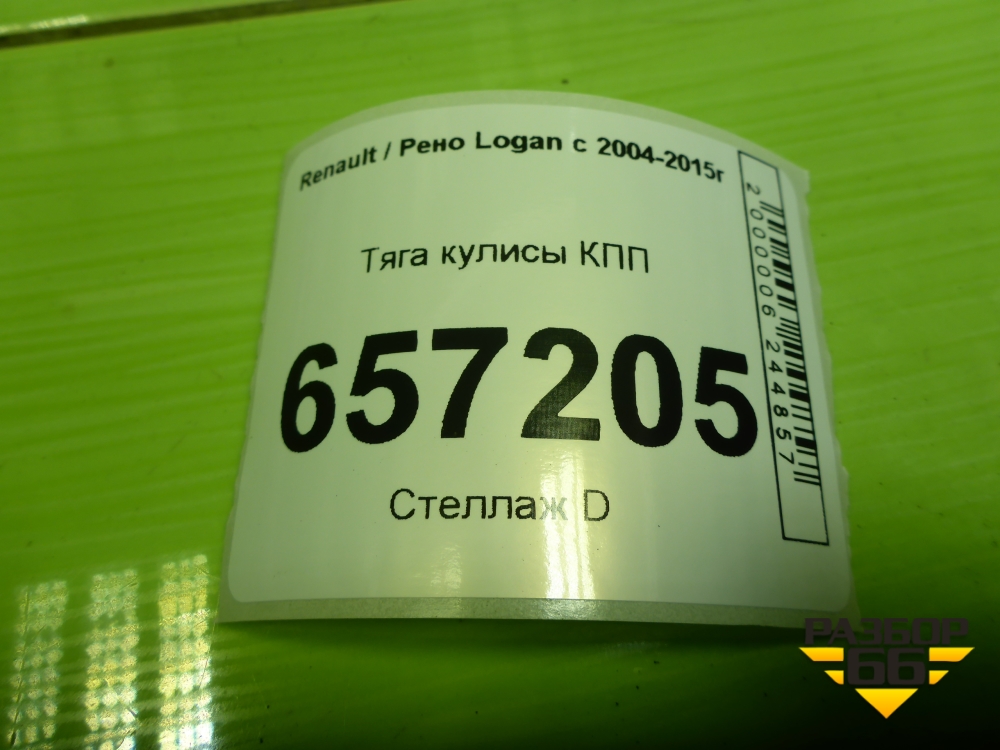 Renault / Рено Logan с 2004-2015г
Тяга кулисы КПП
657205
Стеллаж D
2000006244857
РАЗБОР
66